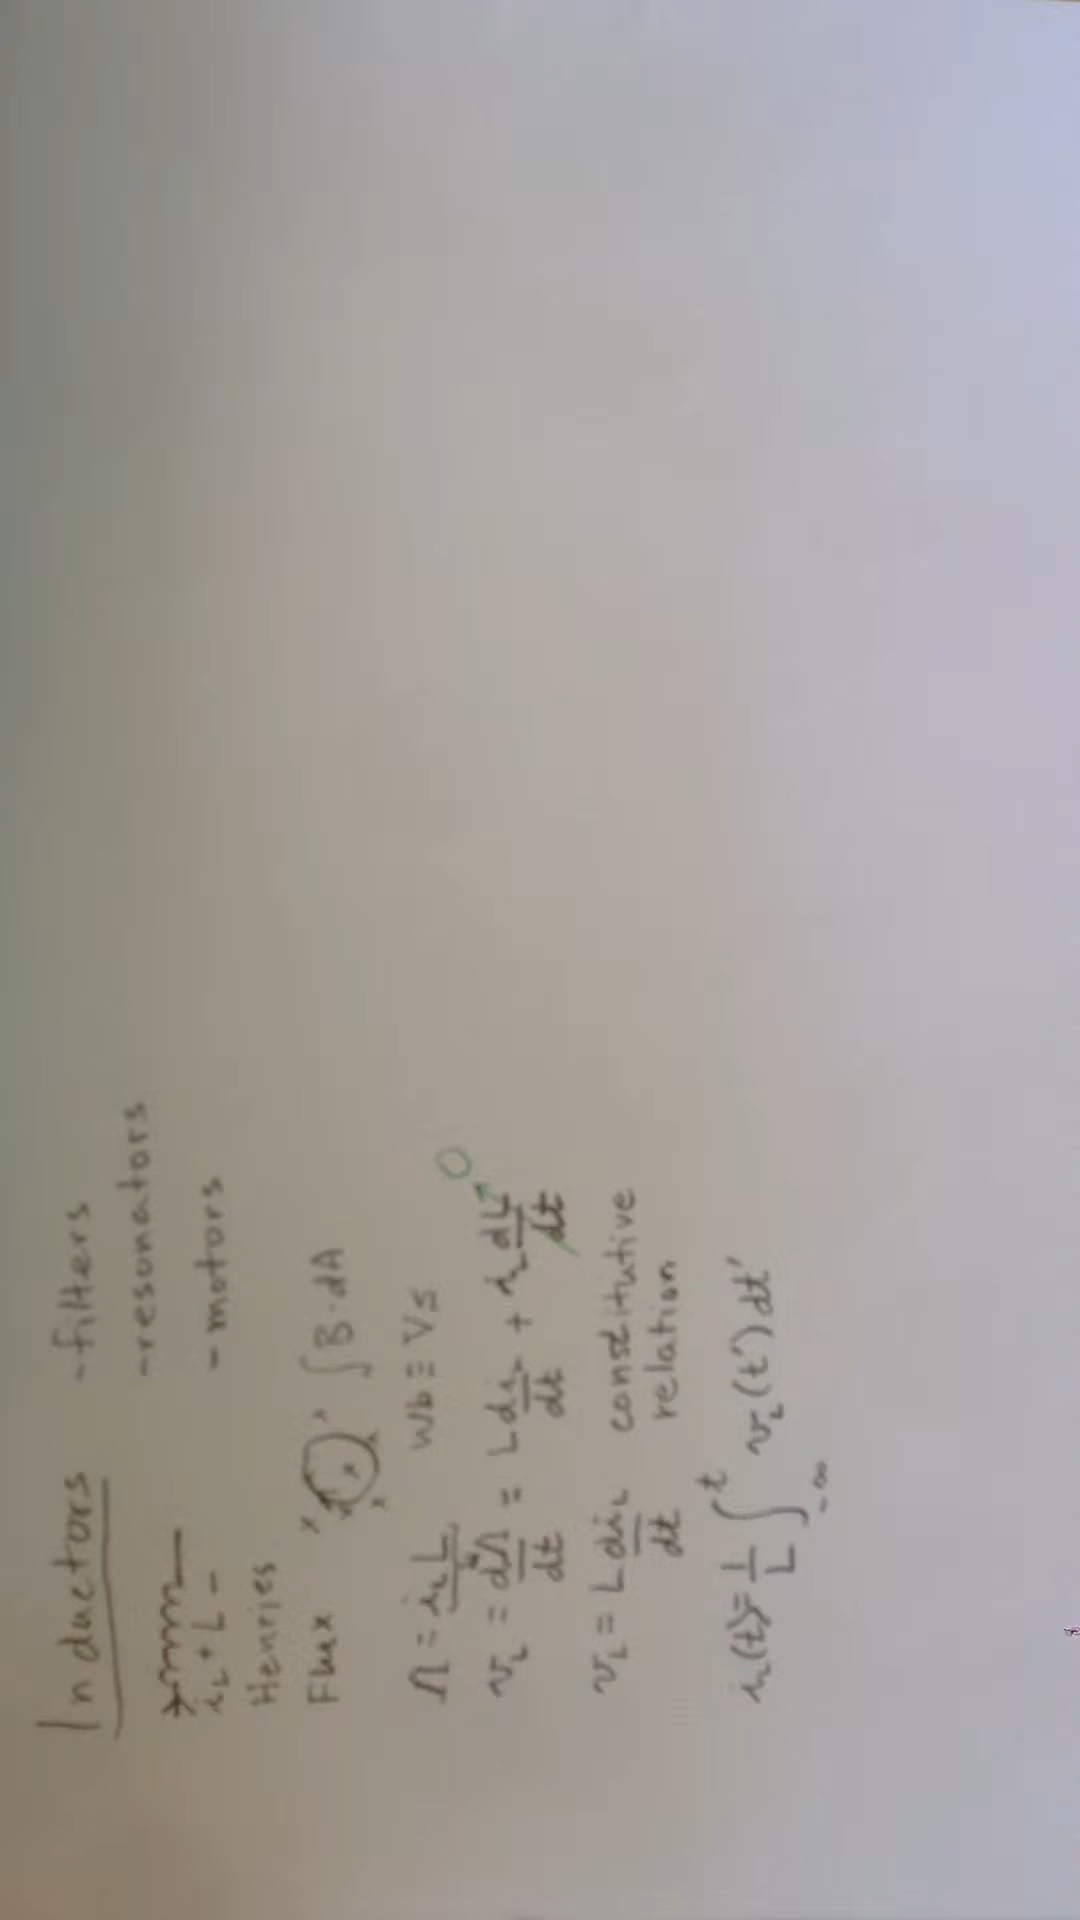 Inductors
-filters
-resonators
-motors
i_L + L -
Henries
Flux ∫ B·dA
Λ = i_L L Wb ≡ Vs
v_L = dΛ/dt = L di_L/dt + i_L dL/dt 0
v_L = L di_L/dt constitutive
relation
i_L(t) = 1/L ∫_{-∞}^{t} v_L(t') dt'